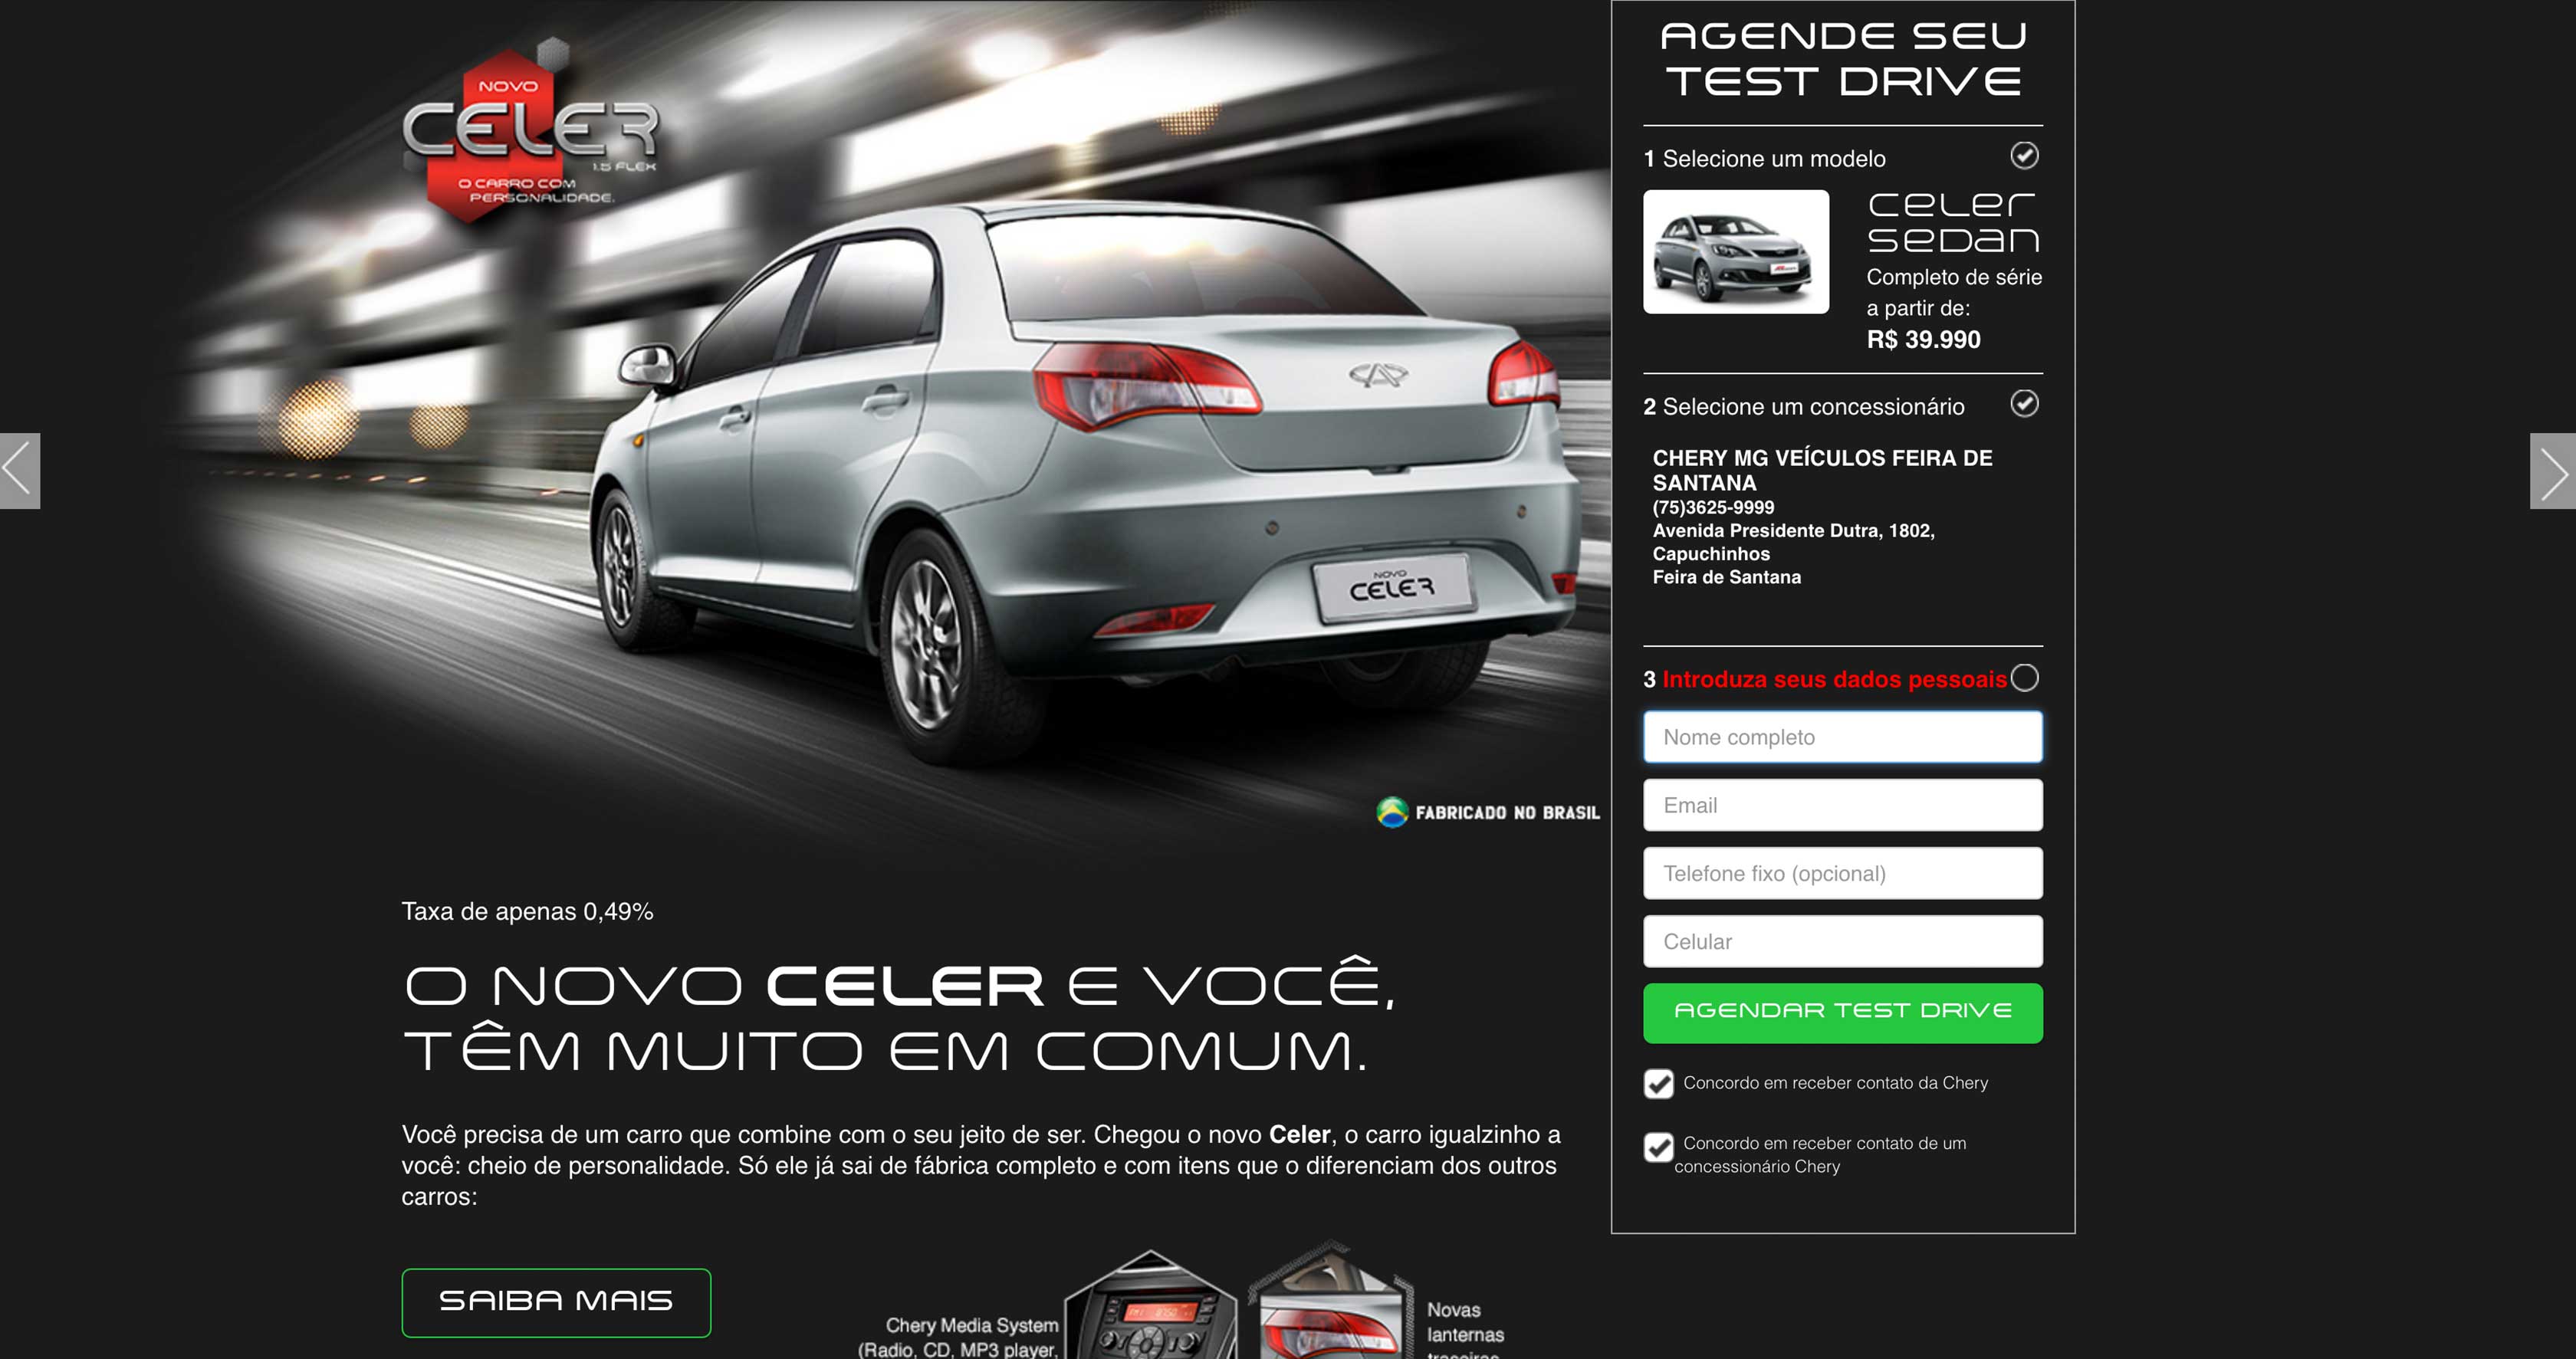 NOVO
CELER
1.5 FLEX
O CARRO COM
PERSONALIDADE.
NOVO
CELER
FABRICADO NO BRASIL
Taxa de apenas 0,49%
O NOVO CELER E VOCÊ,
TÊM MUITO EM COMUM.
Você precisa de um carro que combine com o seu jeito de ser. Chegou o novo Celer, o carro igualzinho a
você: cheio de personalidade. Só ele já sai de fábrica completo e com itens que o diferenciam dos outros
carros:
SAIBA MAIS
Chery Media System
(Radio, CD, MP3 player,
Novas
lanternas
traseiras
AGENDE SEU
TEST DRIVE
1 Selecione um modelo
CELER
SEDAN
Completo de série
a partir de:
R$ 39.990
2 Selecione um concessionário
CHERY MG VEÍCULOS FEIRA DE
SANTANA
(75)3625-9999
Avenida Presidente Dutra, 1802,
Capuchinhos
Feira de Santana
3 Introduza seus dados pessoais
Nome completo
Email
Telefone fixo (opcional)
Celular
AGENDAR TEST DRIVE
Concordo em receber contato da Chery
Concordo em receber contato de um
concessionário Chery